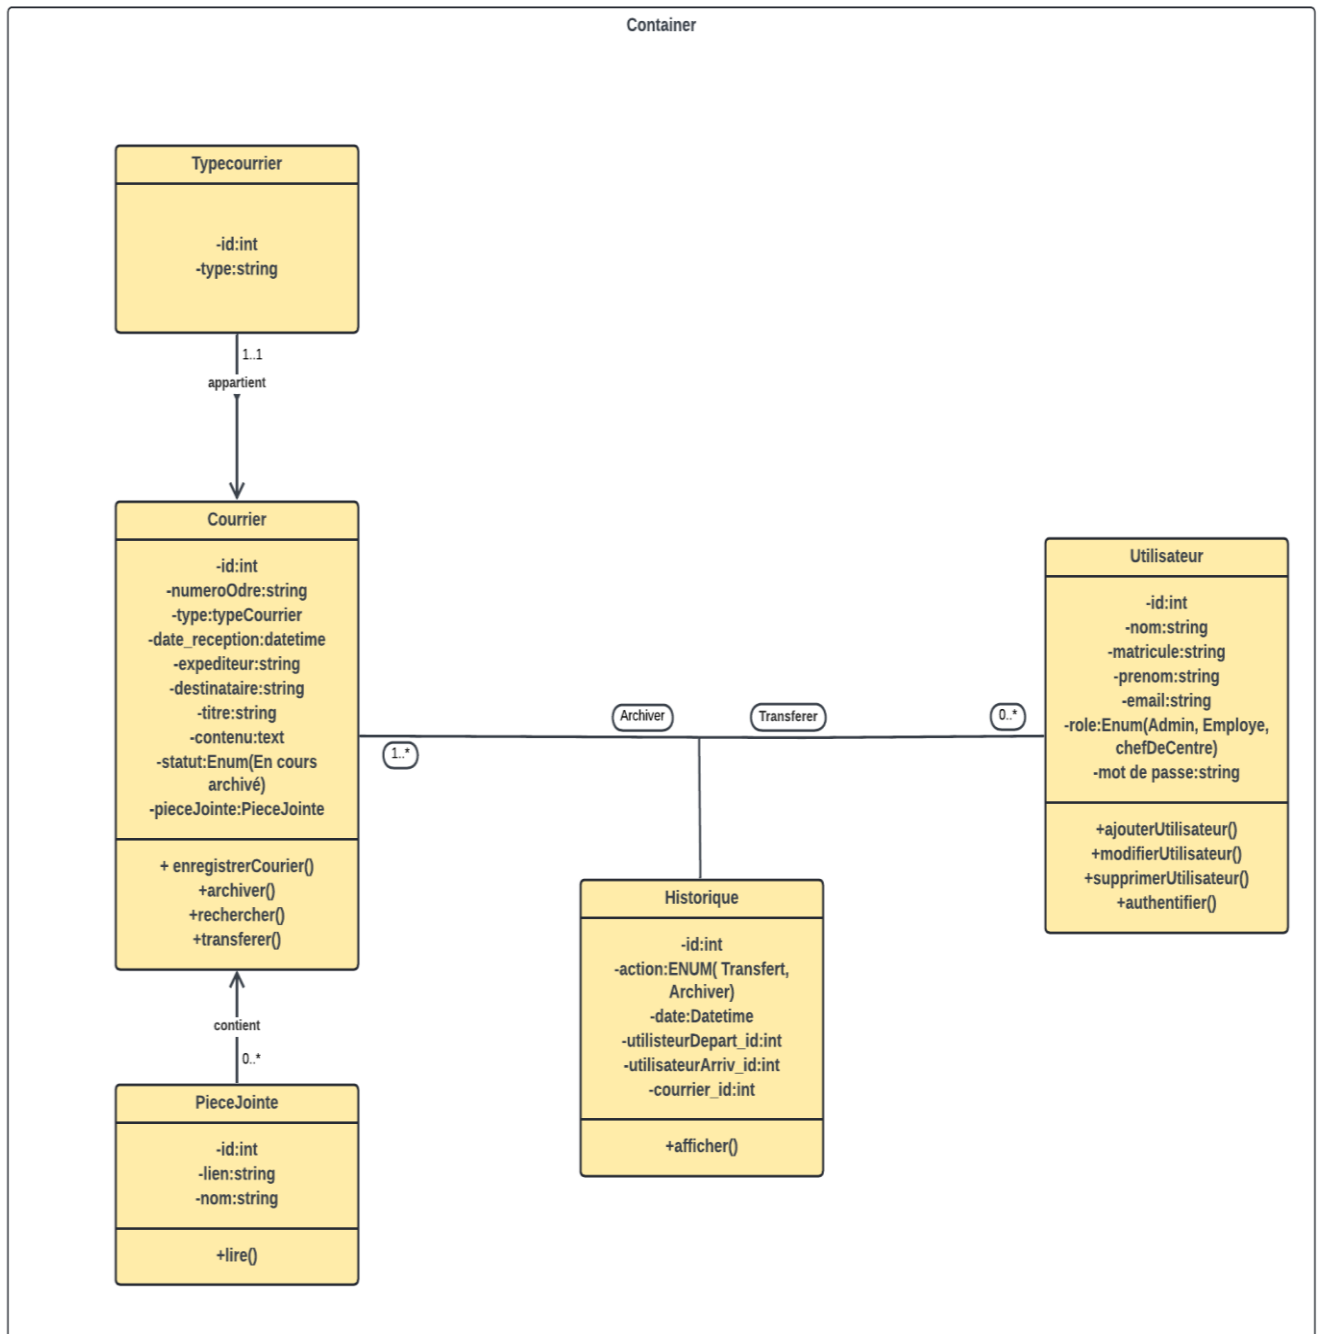 Container
Typecourrier
-id:int
-type:string
1..1
appartient
Courrier
-id:int
-numeroOdre:string
-type:typeCourrier
-date_reception:datetime
-expediteur:string
-destinataire:string
-titre:string
-contenu:text
-statut:Enum(En cours
archivé)
-pieceJointe:PieceJointe
+ enregistrerCourier()
+archiver()
+rechercher()
+transferer()
1..*
Archiver
Transferer
0..*
Utilisateur
-id:int
-nom:string
-matricule:string
-prenom:string
-email:string
-role:Enum(Admin, Employe,
chefDeCentre)
-mot de passe:string
+ajouterUtilisateur()
+modifierUtilisateur()
+supprimerUtilisateur()
+authentifier()
Historique
-id:int
-action:ENUM( Transfert,
Archiver)
-date:Datetime
-utilisteurDepart_id:int
-utilisateurArriv_id:int
-courrier_id:int
+afficher()
contient
0..*
PieceJointe
-id:int
-lien:string
-nom:string
+lire()